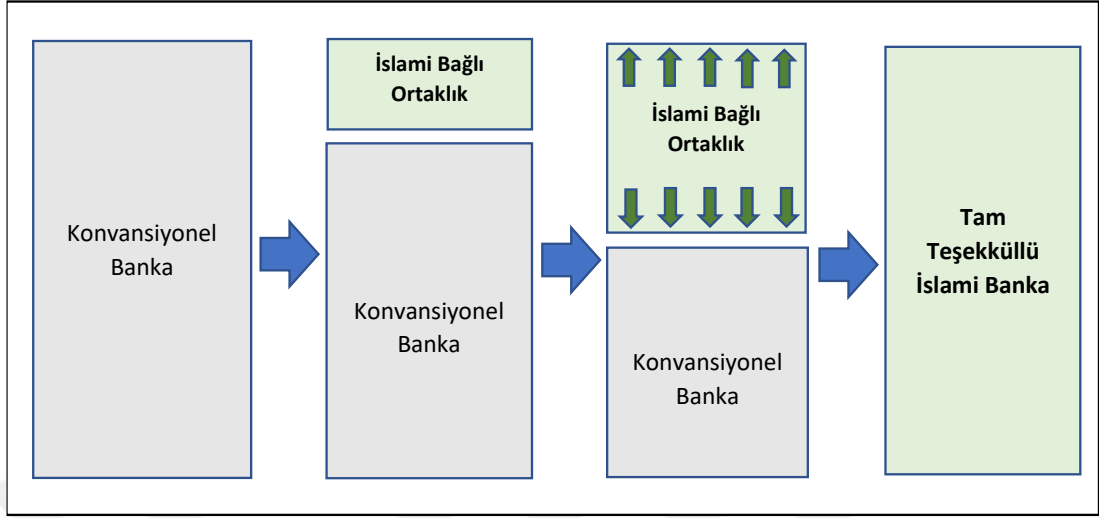 Konvansiyonel
Banka
İslami Bağlı
Ortaklık
Konvansiyonel
Banka
İslami Bağlı
Ortaklık
Konvansiyonel
Banka
Tam
Teşekküllü
İslami Banka